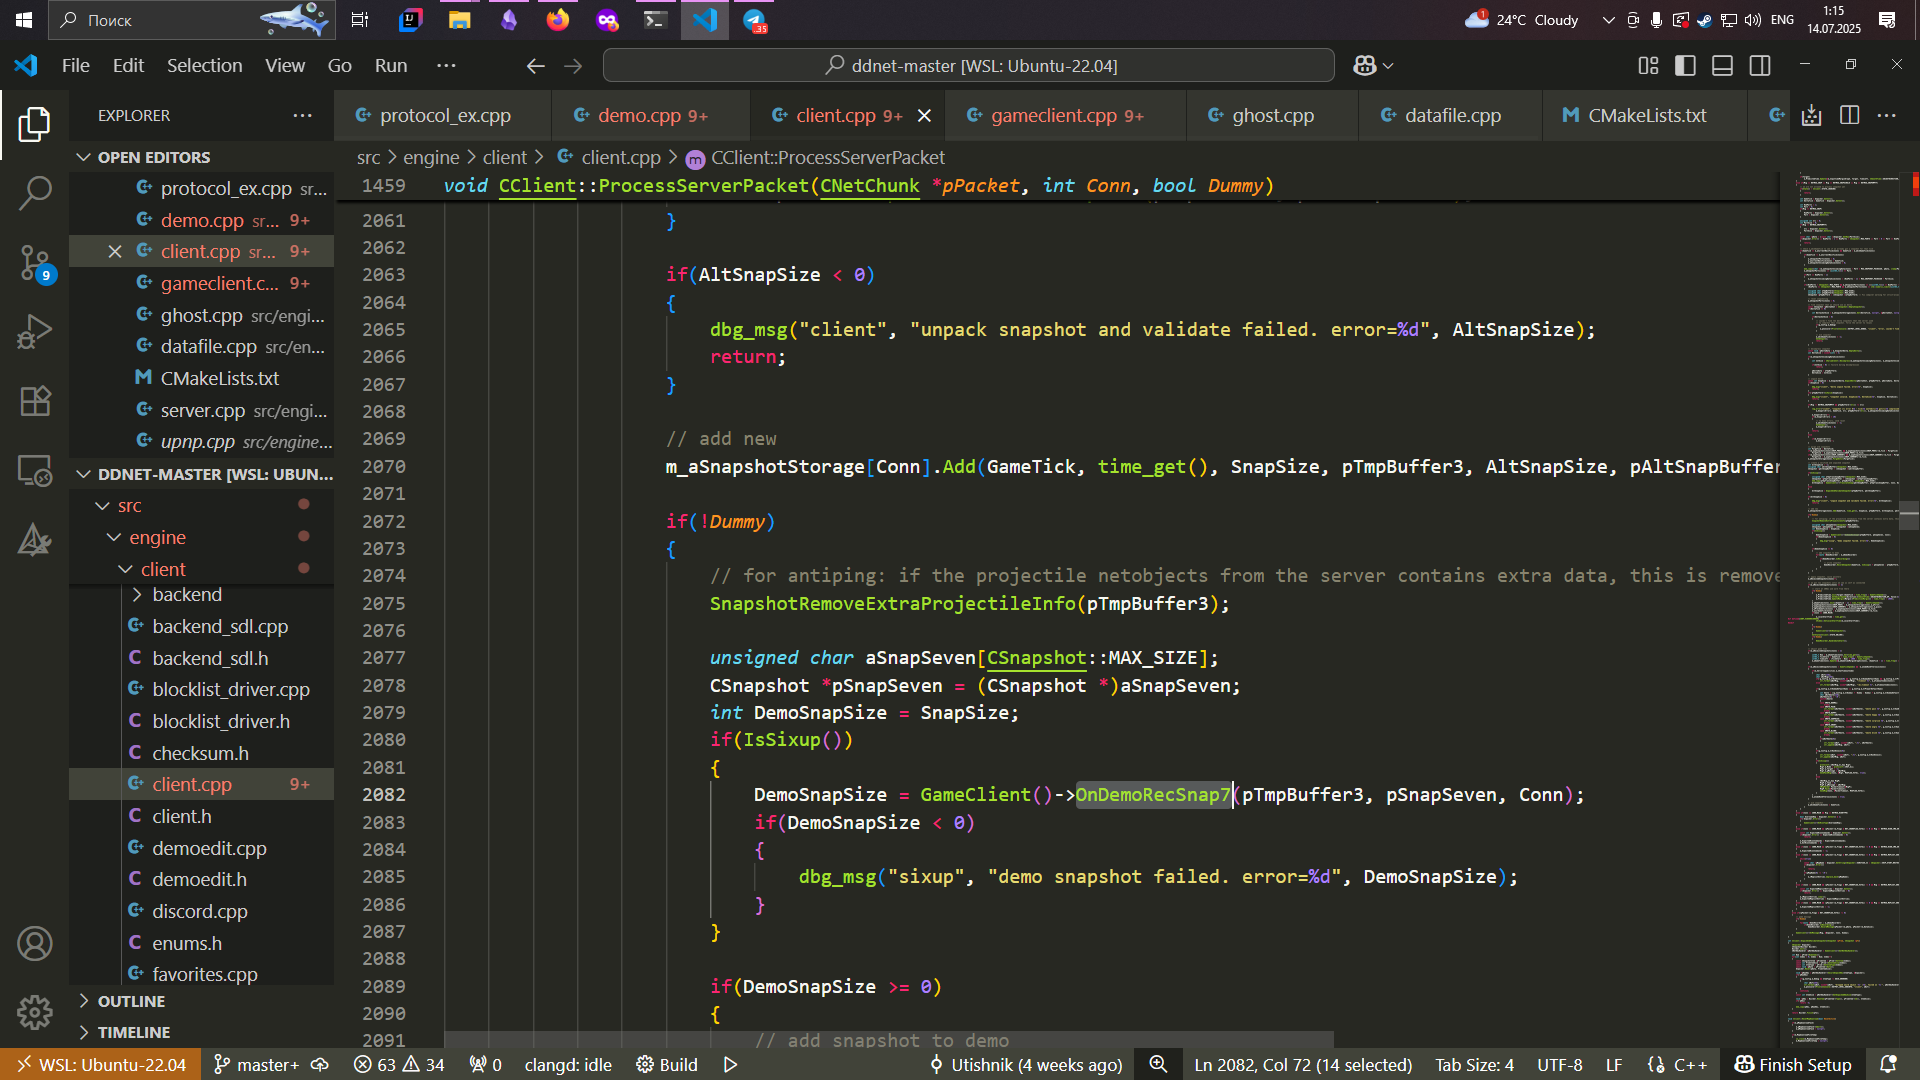 Поиск
.35
1
24°C Cloudy
ENG
1:15
14.07.2025
File Edit Selection View Go Run ···
ddnet-master [WSL: Ubuntu-22.04]
EXPLORER ···
protocol_ex.cpp
demo.cpp 9+
client.cpp 9+
gameclient.cpp 9+
ghost.cpp
datafile.cpp
CMakeLists.txt
src > engine > client > client.cpp > CClient::ProcessServerPacket
OPEN EDITORS
protocol_ex.cpp sr...
demo.cpp sr... 9+
client.cpp sr... 9+
gameclient.c... 9+
ghost.cpp src/engi...
datafile.cpp src/en...
CMakeLists.txt
server.cpp src/engi...
upnp.cpp src/engine...
DDNET-MASTER [WSL: UBUN...
src
engine
client
backend
backend_sdl.cpp
backend_sdl.h
blocklist_driver.cpp
blocklist_driver.h
checksum.h
client.cpp 9+
client.h
demoedit.cpp
demoedit.h
discord.cpp
enums.h
favorites.cpp
OUTLINE
TIMELINE
9
1459 void CClient::ProcessServerPacket(CNetChunk *pPacket, int Conn, bool Dummy)
2061 }
2062
2063 if(AltSnapSize < 0)
2064 {
2065 dbg_msg("client", "unpack snapshot and validate failed. error=%d", AltSnapSize);
2066 return;
2067 }
2068
2069 // add new
2070 m_aSnapshotStorage[Conn].Add(GameTick, time_get(), SnapSize, pTmpBuffer3, AltSnapSize, pAltSnapBuffer
2071
2072 if(!Dummy)
2073 {
2074 // for antiping: if the projectile netobjects from the server contains extra data, this is remove
2075 SnapshotRemoveExtraProjectileInfo(pTmpBuffer3);
2076
2077 unsigned char aSnapSeven[CSnapshot::MAX_SIZE];
2078 CSnapshot *pSnapSeven = (CSnapshot *)aSnapSeven;
2079 int DemoSnapSize = SnapSize;
2080 if(IsSixup())
2081 {
2082 DemoSnapSize = GameClient()->OnDemoRecSnap7(pTmpBuffer3, pSnapSeven, Conn);
2083 if(DemoSnapSize < 0)
2084 {
2085 dbg_msg("sixup", "demo snapshot failed. error=%d", DemoSnapSize);
2086 }
2087 }
2088
2089 if(DemoSnapSize >= 0)
2090 {
2091 // add snapshot to demo
WSL: Ubuntu-22.04 master+ 63 34 0 clangd: idle Build Utishnik (4 weeks ago) Ln 2082, Col 72 (14 selected) Tab Size: 4 UTF-8 LF {} C++ Finish Setup